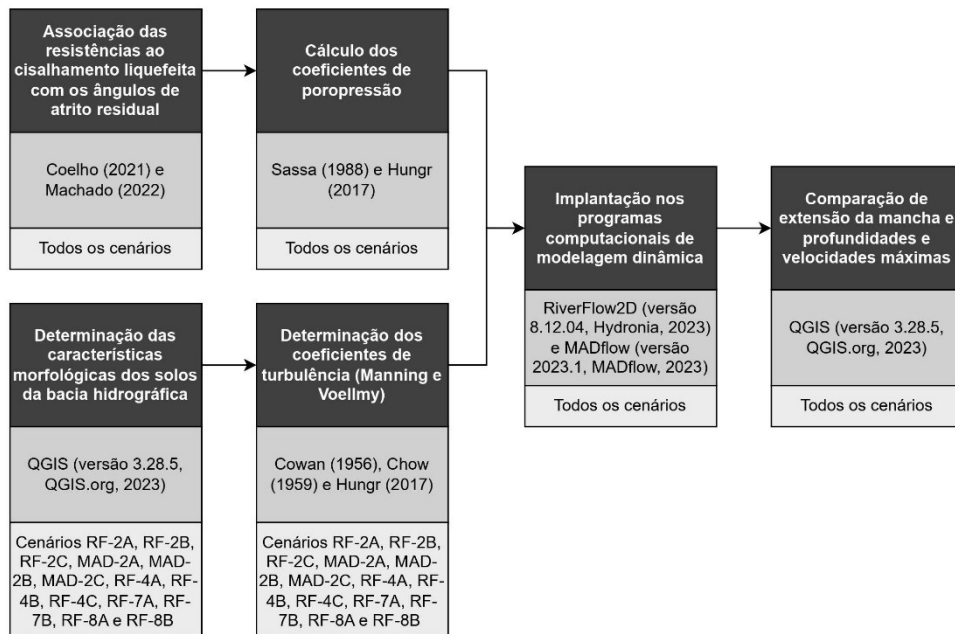 Associação das
resistências ao
cisalhamento liquefeita
com os ângulos de
atrito residual
Coelho (2021) e
Machado (2022)
Todos os cenários
Cálculo dos
coeficientes de
poropressão
Sassa (1988) e Hungr
(2017)
Todos os cenários
Determinação das
características
morfológicas dos solos
da bacia hidrográfica
QGIS (versão 3.28.5,
QGIS.org, 2023)
Cenários RF-2A, RF-2B,
RF-2C, MAD-2A, MAD-
2B, MAD-2C, RF-4A, RF-
4B, RF-4C, RF-7A, RF-
7B, RF-8A e RF-8B
Determinação dos
coeficientes de
turbulência (Manning e
Voellmy)
Cowan (1956), Chow
(1959) e Hungr (2017)
Cenários RF-2A, RF-2B,
RF-2C, MAD-2A, MAD-
2B, MAD-2C, RF-4A, RF-
4B, RF-4C, RF-7A, RF-
7B, RF-8A e RF-8B
Implantação nos
programas
computacionais de
modelagem dinâmica
RiverFlow2D (versão
8.12.04, Hydronia, 2023)
e MADflow (versão
2023.1, MADflow, 2023)
Todos os cenários
Comparação de
extensão da mancha e
profundidades e
velocidades máximas
QGIS (versão 3.28.5,
QGIS.org, 2023)
Todos os cenários